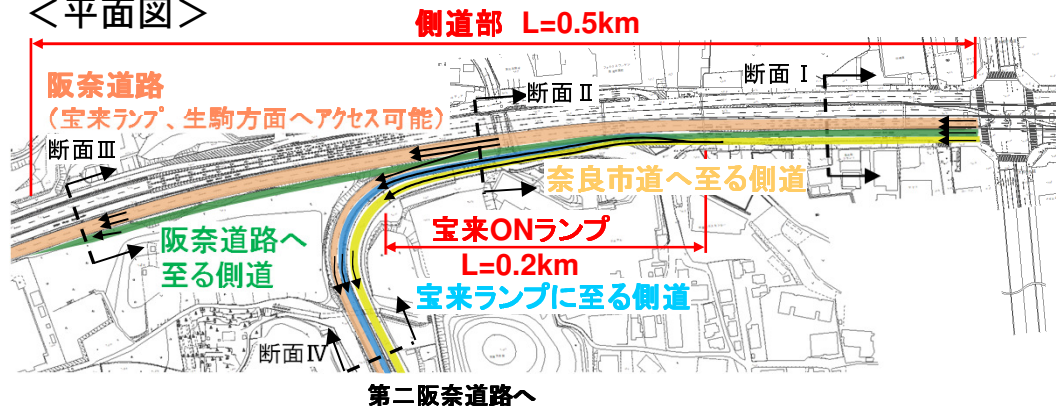 ＜平面図＞
側道部 L=0.5km
阪奈道路
（宝来ﾗﾝﾌﾟ、生駒方面へｱｸｾｽ可能）
断面Ⅰ
断面Ⅱ
断面Ⅲ
奈良市道へ至る側道
宝来ONランプ
L=0.2km
阪奈道路へ
至る側道
宝来ランプに至る側道
断面Ⅳ
第二阪奈道路へ